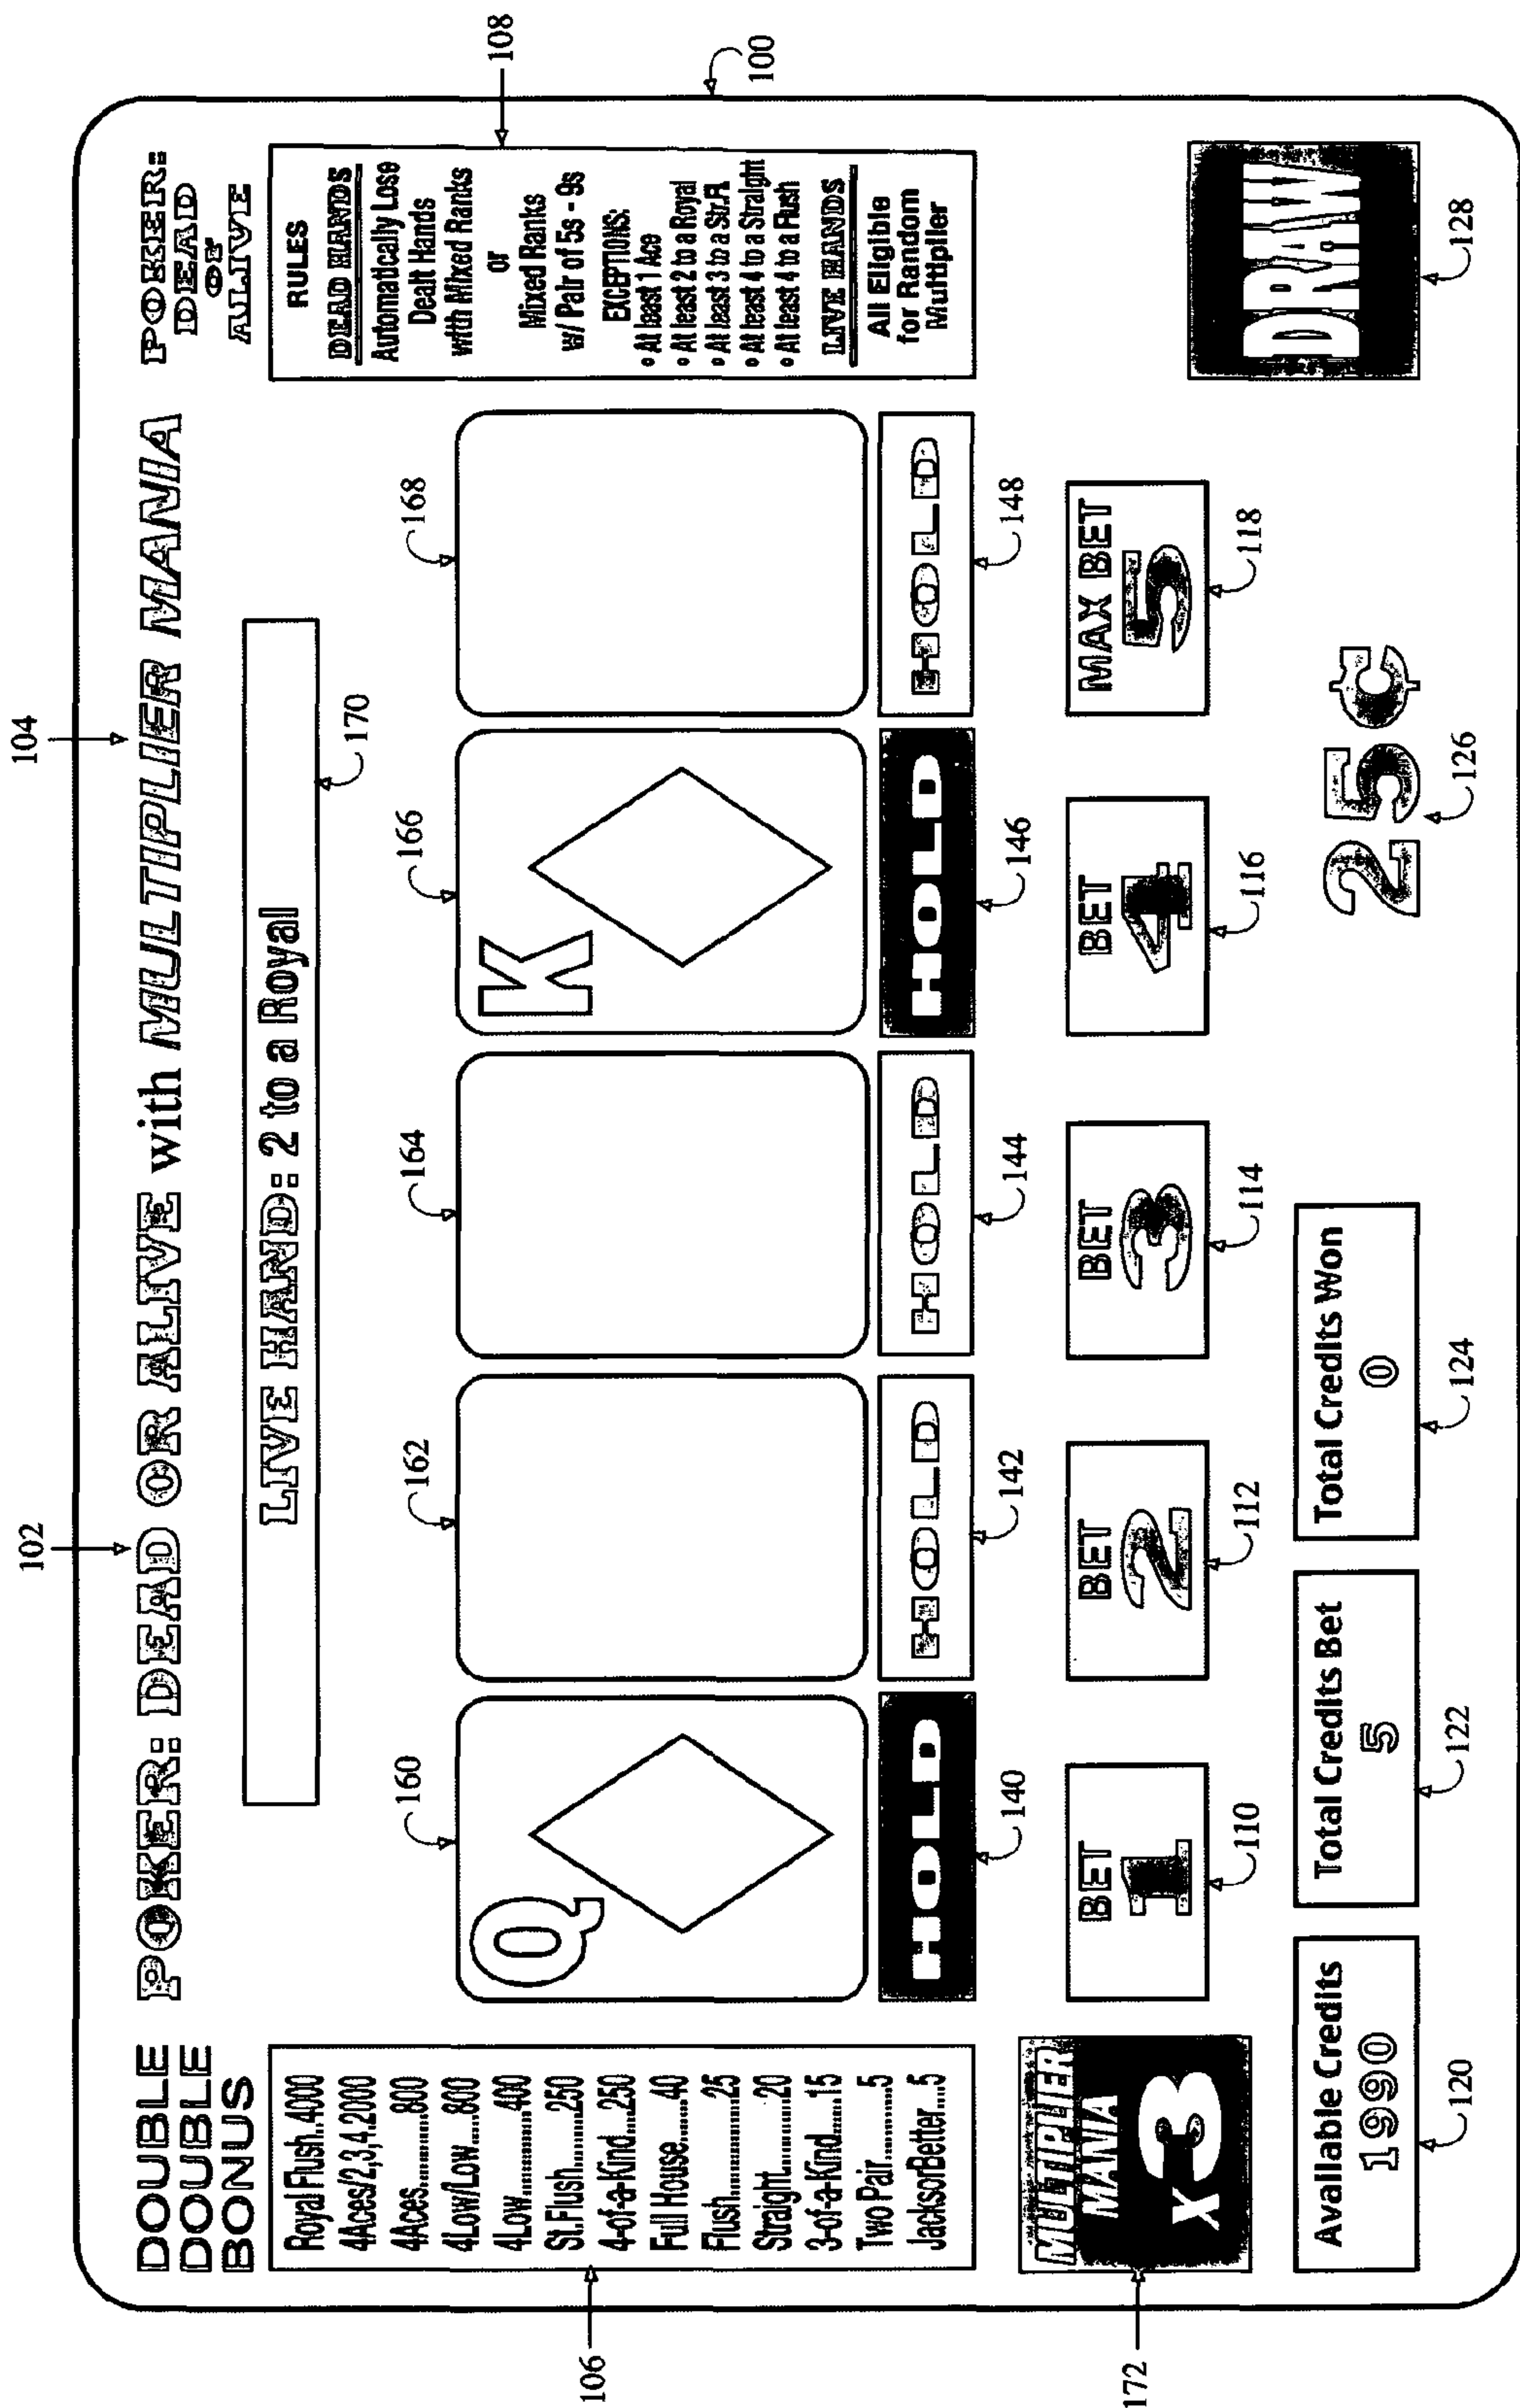 102
104
POKER: DEAD OR ALIVE with MULTIPLIER MANIA
DOUBLE
DOUBLE
BONUS
Royal Flush..4000
4Aces/2,3,4.2000
4Aces.........800
4Low/Low....800
4Low............400
St.Flush.......250
4-of-a-Kind...250
Full House.....40
Flush.............25
Straight.........20
3-of-a-Kind....15
Two Pair.......5
JacksorBetter....5
106
LIVE HAND: 2 to a Royal
170
POKER:
DEAD
OR
ALIVE
RULES
DEAD HANDS
Automatically Lose
Dealt Hands
with Mixed Ranks
or
Mixed Ranks
w/ Pair of 5s - 9s
EXCEPTIONS:
• At least 1 Ace
• At least 2 to a Royal
• At least 3 to a Str.Fl.
• At least 4 to a Straight
• At least 4 to a Flush
LIVE HANDS
All Eligible
for Random
Multiplier
108
100
160
162
164
166
168
Q
K
HOLD
HOLD
HOLD
HOLD
HOLD
140
142
144
146
148
MULTIPLIER
MANIA
x3
172
BET
1
110
BET
2
112
BET
3
114
BET
4
116
MAX BET
5
118
Available Credits
1990
120
Total Credits Bet
5
122
Total Credits Won
0
124
25¢
126
DRAW
128